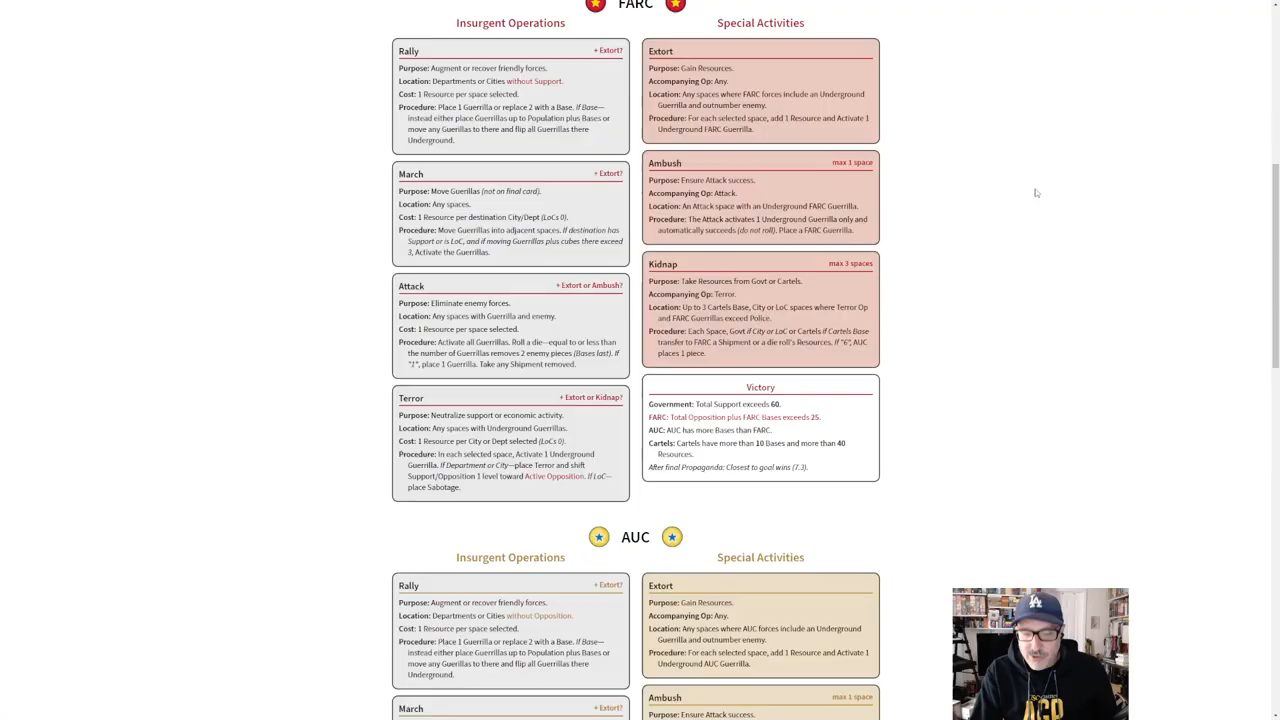 FARC
Insurgent Operations
Rally
+ Extort?
Purpose: Augment or recover friendly forces.
Location: Departments or Cities without Support.
Cost: 1 Resource per space selected.
Procedure: Place 1 Guerrilla or replace 2 with a Base. If Base—
instead either place Guerrillas up to Population plus Bases or
move any Guerillas to there and flip all Guerrillas there
Underground.
March
+ Extort?
Purpose: Move Guerillas (not on final card).
Location: Any spaces.
Cost: 1 Resource per destination City/Dept (LoCs 0).
Procedure: Move Guerrillas into adjacent spaces. If destination has
Support or is LoC, and if moving Guerrillas plus cubes there exceed
3, Activate the Guerrillas.
Attack
+ Extort or Ambush?
Purpose: Eliminate enemy forces.
Location: Any spaces with Guerrilla and enemy.
Cost: 1 Resource per space selected.
Procedure: Activate all Guerrillas. Roll a die—equal to or less than
the number of Guerrillas removes 2 enemy pieces (Bases last). If
"1", place 1 Guerrilla. Take any Shipment removed.
Terror
+ Extort or Kidnap?
Purpose: Neutralize support or economic activity.
Location: Any spaces with Underground Guerrillas.
Cost: 1 Resource per City or Dept selected (LoCs 0).
Procedure: In each selected space, Activate 1 Underground
Guerrilla. If Department or City—place Terror and shift
Support/Opposition 1 level toward Active Opposition. If LoC—
place Sabotage.
Special Activities
Extort
Purpose: Gain Resources.
Accompanying Op: Any.
Location: Any spaces where FARC forces include an Underground
Guerrilla and outnumber enemy.
Procedure: For each selected space, add 1 Resource and Activate 1
Underground FARC Guerrilla.
Ambush
max 1 space
Purpose: Ensure Attack success.
Accompanying Op: Attack.
Location: An Attack space with an Underground FARC Guerrilla.
Procedure: The Attack activates 1 Underground Guerrilla only and
automatically succeeds (do not roll). Place a FARC Guerrilla.
Kidnap
max 3 spaces
Purpose: Take Resources from Govt or Cartels.
Accompanying Op: Terror.
Location: Up to 3 Cartels Base, City or LoC spaces where Terror Op
and FARC Guerrillas exceed Police.
Procedure: Each Space, Govt if City or LoC or Cartels if Cartels Base
transfer to FARC a Shipment or a die roll's Resources. If "6", AUC
places 1 piece.
Victory
Government: Total Support exceeds 60.
FARC: Total Opposition plus FARC Bases exceeds 25.
AUC: AUC has more Bases than FARC.
Cartels: Cartels have more than 10 Bases and more than 40
Resources.
After final Propaganda: Closest to goal wins (7.3).
AUC
Insurgent Operations
Rally
+ Extort?
Purpose: Augment or recover friendly forces.
Location: Departments or Cities without Opposition.
Cost: 1 Resource per space selected.
Procedure: Place 1 Guerrilla or replace 2 with a Base. If Base—
instead either place Guerrillas up to Population plus Bases or
move any Guerillas to there and flip all Guerrillas there
Underground.
March
+ Extort?
Special Activities
Extort
Purpose: Gain Resources.
Accompanying Op: Any.
Location: Any spaces where AUC forces include an Underground
Guerrilla and outnumber enemy.
Procedure: For each selected space, add 1 Resource and Activate 1
Underground AUC Guerrilla.
Ambush
max 1 space
Purpose: Ensure Attack success.
LA